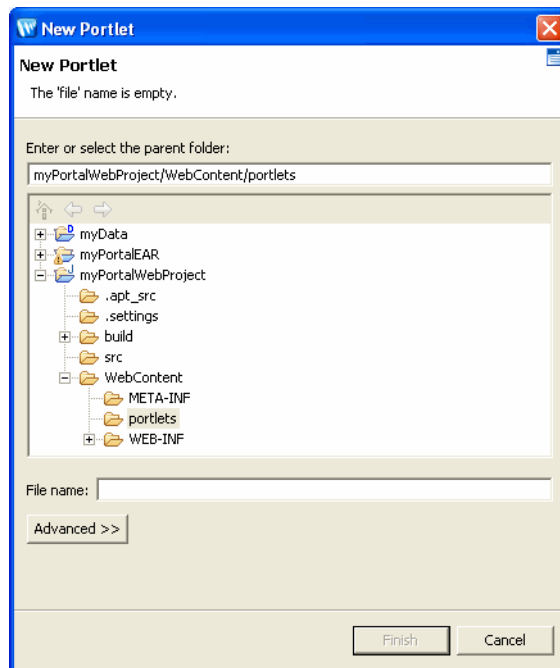 New Portlet
New Portlet
The 'file' name is empty.
Enter or select the parent folder:
myPortalWebProject/WebContent/portlets
myData
myPortalEAR
myPortalWebProject
.apt_src
.settings
build
src
WebContent
META-INF
portlets
WEB-INF
File name:
Advanced >>
Finish
Cancel